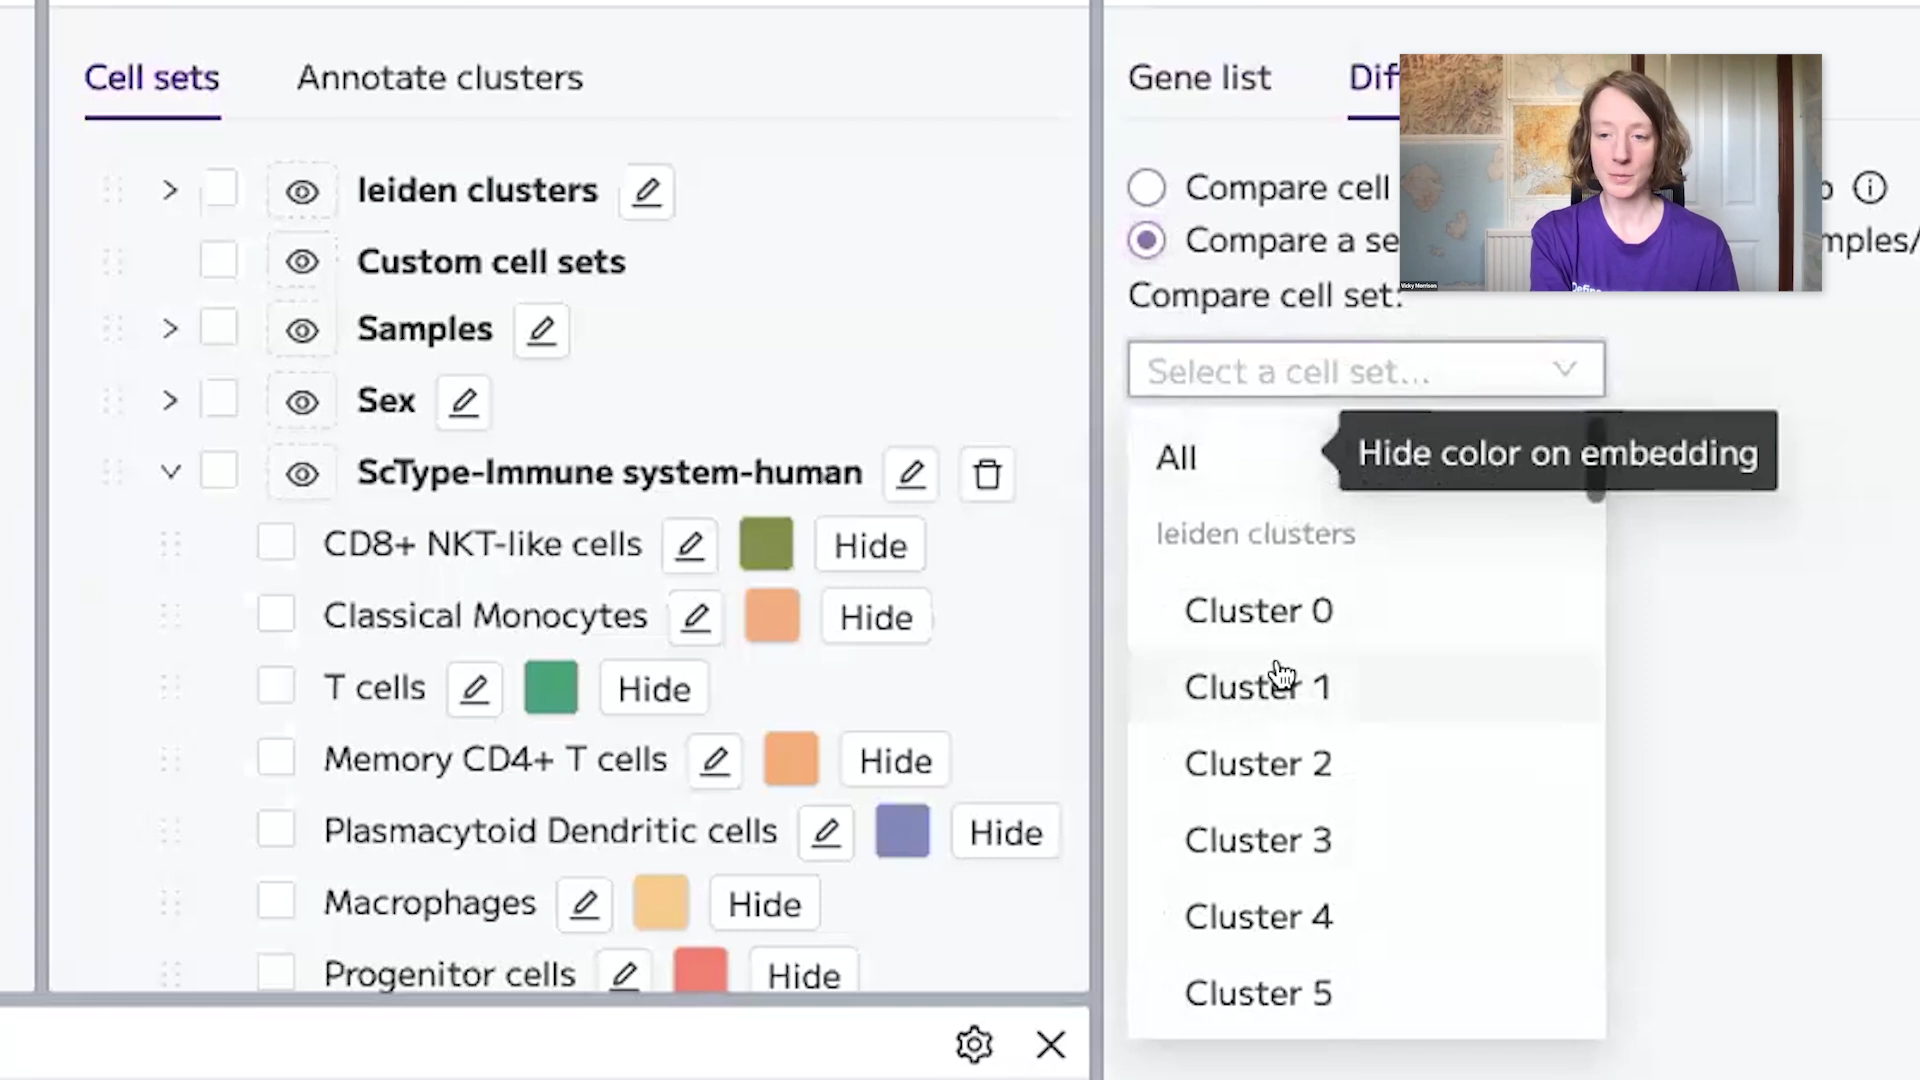 Cell sets
Annotate clusters
leiden clusters
Custom cell sets
Samples
Sex
ScType-Immune system-human
CD8+ NKT-like cells
Hide
Classical Monocytes
Hide
T cells
Hide
Memory CD4+ T cells
Hide
Plasmacytoid Dendritic cells
Hide
Macrophages
Hide
Progenitor cells
Hide
Gene list
Dif
Compare cell
Compare a se
mples/
Compare cell set:
Select a cell set...
All
Hide color on embedding
leiden clusters
Cluster 0
Cluster 1
Cluster 2
Cluster 3
Cluster 4
Cluster 5
Vicky Morrison